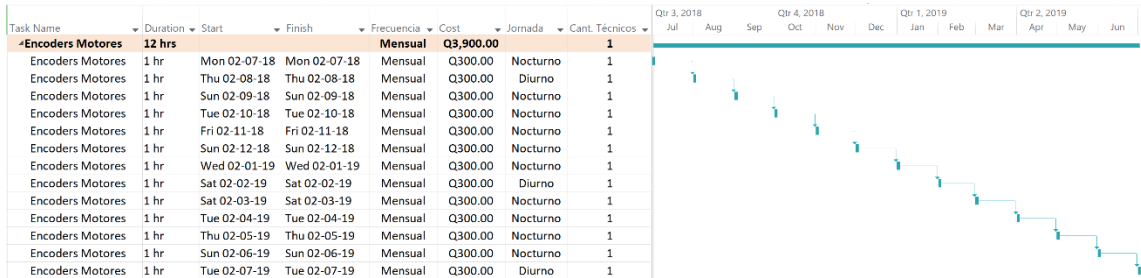 Qtr 3, 2018 Qtr 4, 2018 Qtr 1, 2019 Qtr 2, 2019
Task Name Duration Start Finish Frecuencia Cost Jornada Cant. Técnicos Jul Aug Sep Oct Nov Dec Jan Feb Mar Apr May Jun
Encoders Motores 12 hrs Mensual Q3,900.00 1
Encoders Motores 1 hr Mon 02-07-18 Mon 02-07-18 Mensual Q300.00 Nocturno 1
Encoders Motores 1 hr Thu 02-08-18 Thu 02-08-18 Mensual Q300.00 Diurno 1
Encoders Motores 1 hr Sun 02-09-18 Sun 02-09-18 Mensual Q300.00 Nocturno 1
Encoders Motores 1 hr Tue 02-10-18 Tue 02-10-18 Mensual Q300.00 Nocturno 1
Encoders Motores 1 hr Fri 02-11-18 Fri 02-11-18 Mensual Q300.00 Nocturno 1
Encoders Motores 1 hr Sun 02-12-18 Sun 02-12-18 Mensual Q300.00 Nocturno 1
Encoders Motores 1 hr Wed 02-01-19 Wed 02-01-19 Mensual Q300.00 Nocturno 1
Encoders Motores 1 hr Sat 02-02-19 Sat 02-02-19 Mensual Q300.00 Diurno 1
Encoders Motores 1 hr Sat 02-03-19 Sat 02-03-19 Mensual Q300.00 Nocturno 1
Encoders Motores 1 hr Tue 02-04-19 Tue 02-04-19 Mensual Q300.00 Nocturno 1
Encoders Motores 1 hr Thu 02-05-19 Thu 02-05-19 Mensual Q300.00 Nocturno 1
Encoders Motores 1 hr Sun 02-06-19 Sun 02-06-19 Mensual Q300.00 Nocturno 1
Encoders Motores 1 hr Tue 02-07-19 Tue 02-07-19 Mensual Q300.00 Diurno 1